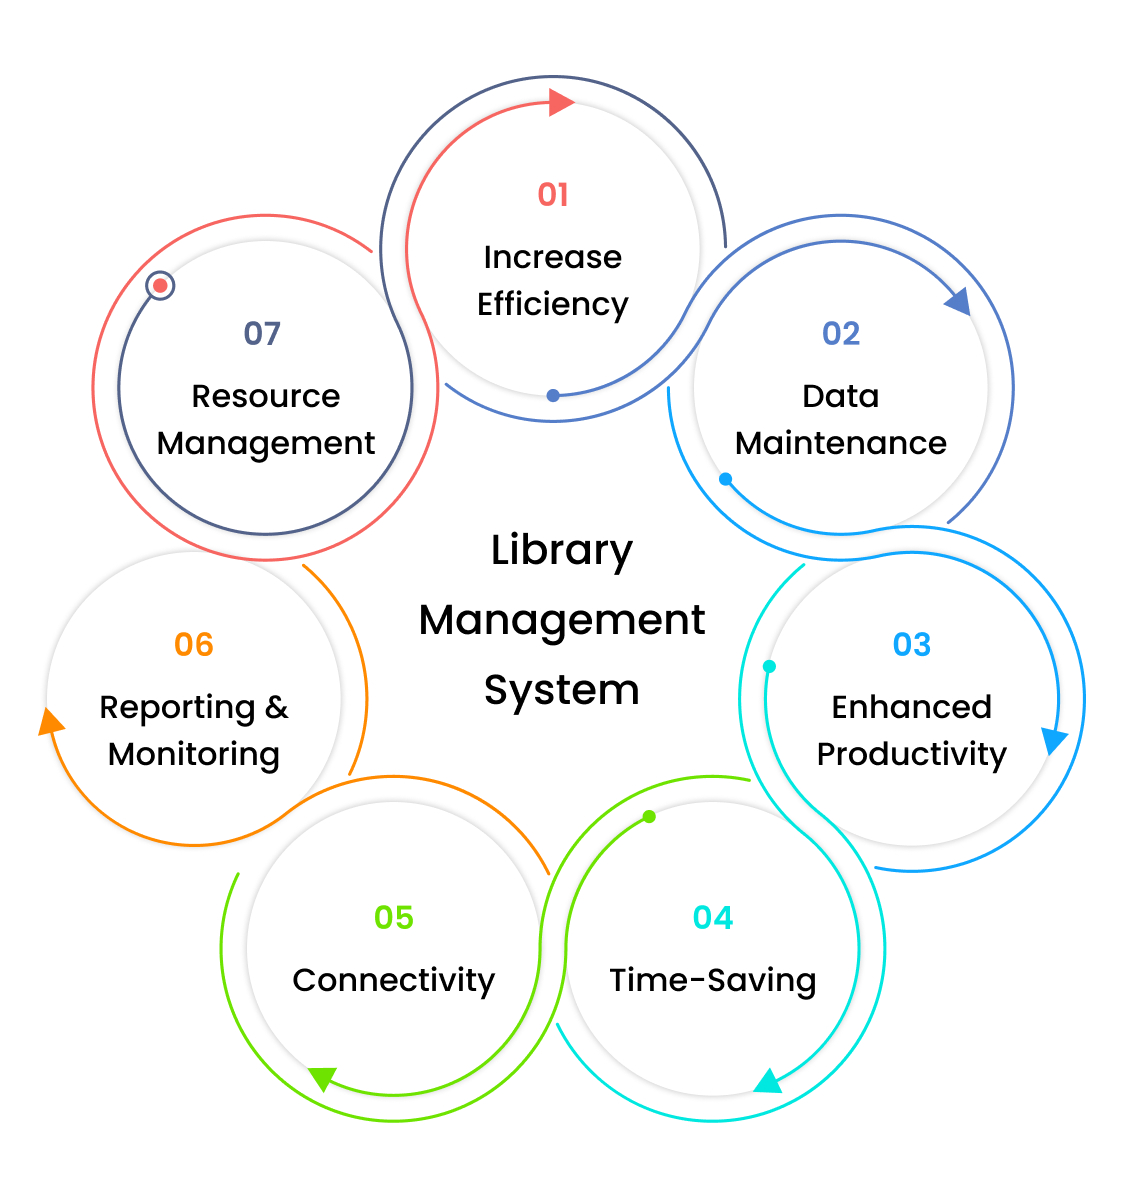 01
Increase
Efficiency
02
Data
Maintenance
03
Enhanced
Productivity
04
Time-Saving
05
Connectivity
06
Reporting &
Monitoring
07
Resource
Management
Library
Management
System